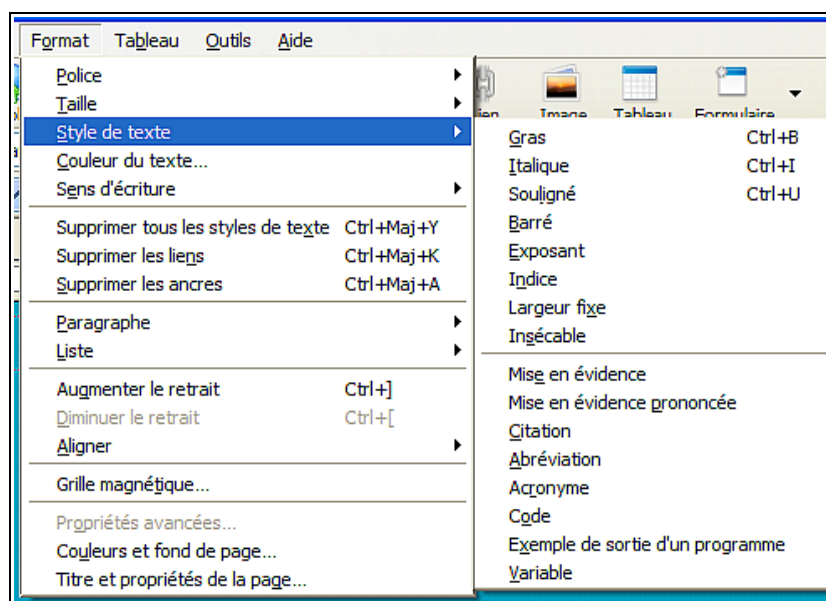 Format Tableau Outils Aide
Police
Taille
Style de texte
Couleur du texte...
Sens d'écriture
Supprimer tous les styles de texte Ctrl+Maj+Y
Supprimer les liens Ctrl+Maj+K
Supprimer les ancres Ctrl+Maj+A
Paragraphe
Liste
Augmenter le retrait Ctrl+]
Diminuer le retrait Ctrl+[
Aligner
Grille magnétique...
Propriétés avancées...
Couleurs et fond de page...
Titre et propriétés de la page...
Image Tableau Formulaire
Gras Ctrl+B
Italique Ctrl+I
Souligné Ctrl+U
Barré
Exposant
Indice
Largeur fixe
Insécable
Mise en évidence
Mise en évidence prononcée
Citation
Abréviation
Acronyme
Code
Exemple de sortie d'un programme
Variable